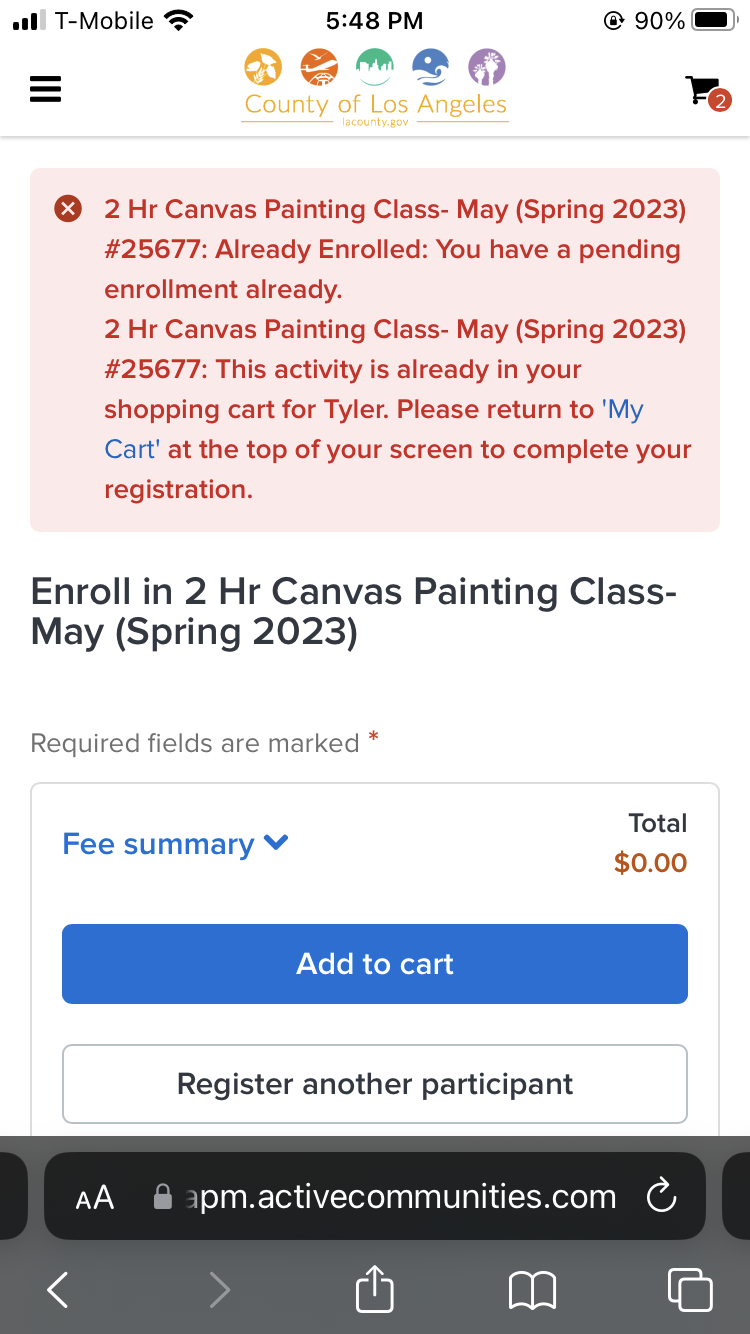 T-Mobile 5:48 PM 90%
County of Los Angeles
lacounty.gov
2
2 Hr Canvas Painting Class- May (Spring 2023)
#25677: Already Enrolled: You have a pending
enrollment already.
2 Hr Canvas Painting Class- May (Spring 2023)
#25677: This activity is already in your
shopping cart for Tyler. Please return to 'My
Cart' at the top of your screen to complete your
registration.
Enroll in 2 Hr Canvas Painting Class-
May (Spring 2023)
Required fields are marked *
Fee summary
Total
$0.00
Add to cart
Register another participant
AA apm.activecommunities.com